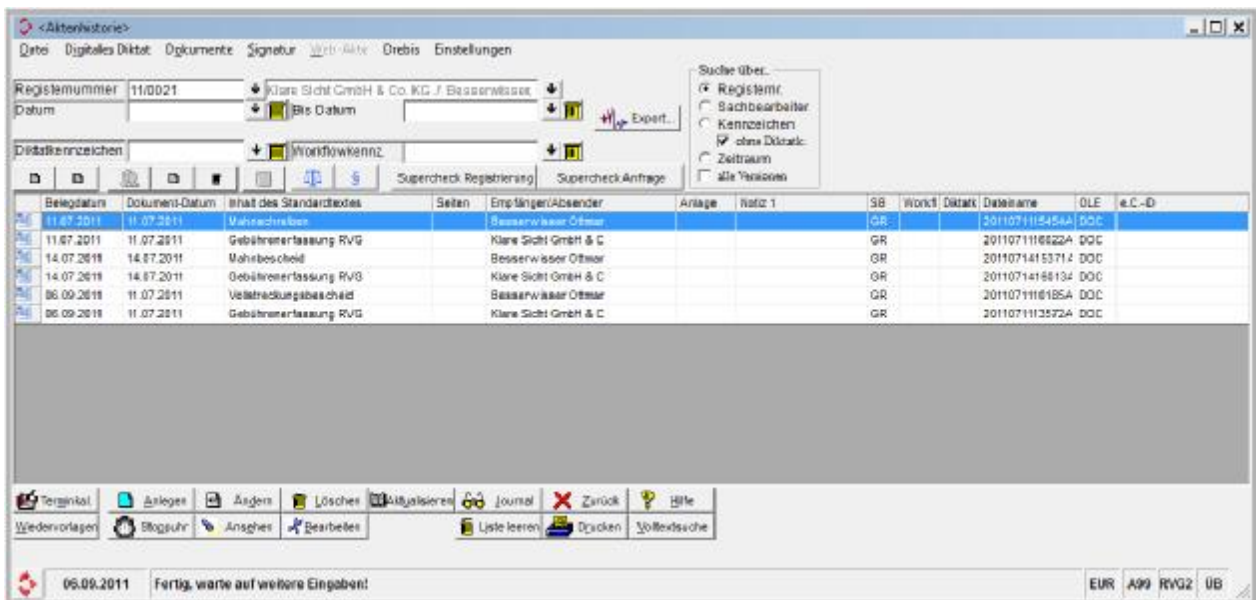 <Aktenhistorie>
Datei Digitales Diktat Dokumente Signatur Web-Akte Drebis Einstellungen
Suche über..
Registernummer 11/0021 Klare Sicht GmbH & Co. KG ./. Besserwisser, Registernr.
Datum Bis Datum Export... Sachbearbeiter
Kennzeichen
ohne Diktatk.
Diktatkennzeichen Workflowkennz. Zeitraum
Supercheck Registrierung Supercheck Anfrage alle Versionen
Belegdatum Dokument-Datum Inhalt des Standardtextes Seiten Empfänger/Absender Anlage Notiz 1 SB Workfl Diktatk Dateiname OLE e.C.-ID
11.07.2011 11.07.2011 Mahnschreiben Besserwisser Ottmar GR DOC
11.07.2011 11.07.2011 Gebührenerfassung RVG Klare Sicht GmbH & C GR DOC
14.07.2011 14.07.2011 Mahnbescheid Besserwisser Ottmar GR DOC
14.07.2011 14.07.2011 Gebührenerfassung RVG Klare Sicht GmbH & C GR DOC
06.09.2011 11.07.2011 Vollstreckungsbescheid Besserwisser Ottmar GR DOC
06.09.2011 11.07.2011 Gebührenerfassung RVG Klare Sicht GmbH & C GR DOC
Terminkal. Anlegen Ändern Löschen Aktualisieren Journal Zurück Hilfe
Wiedervorlagen Stoppuhr Ansehen Bearbeiten Liste leeren Drucken Volltextsuche
06.09.2011 Fertig, warte auf weitere Eingaben! EUR A99 RVG2 ÜB